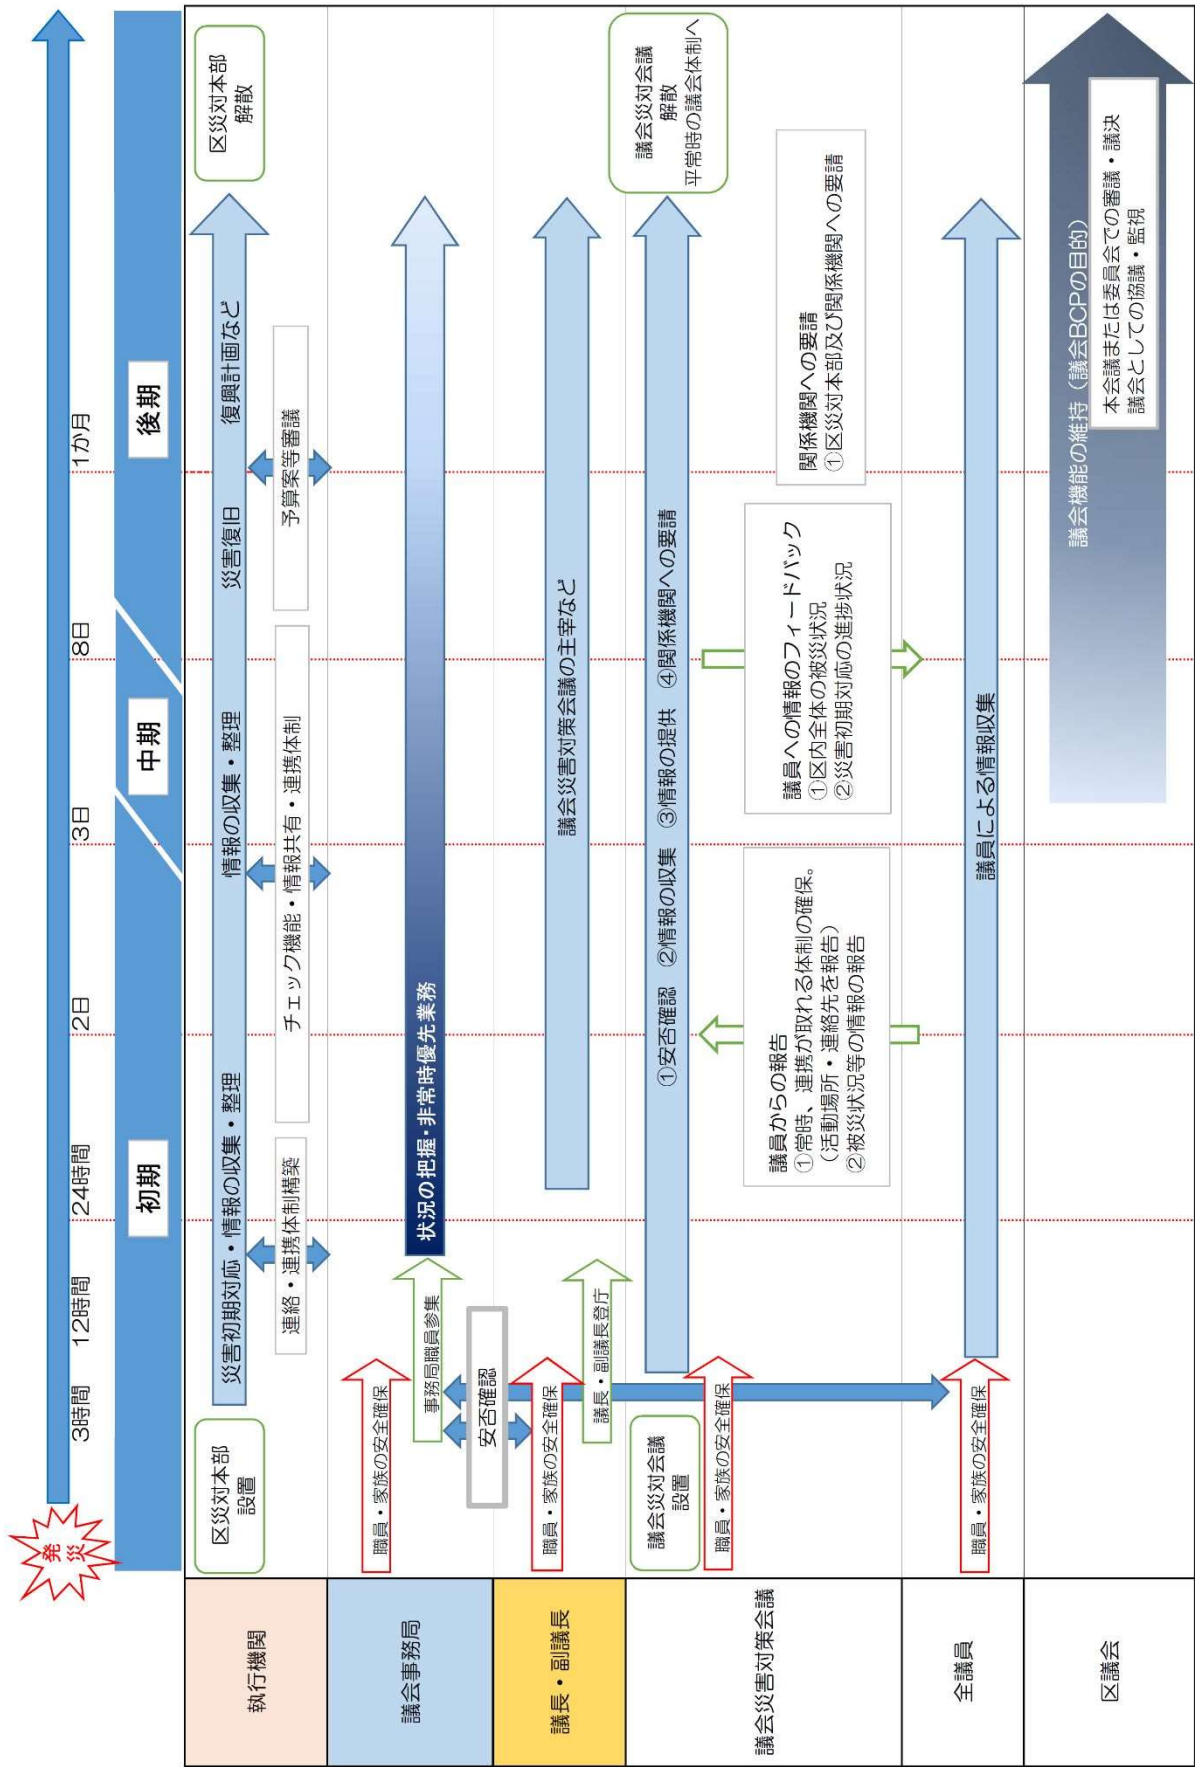 発
災
3時間
12時間
24時間
2日
3日
8日
1か月
初期
中期
後期
執行機関
区災対本部
設置
災害初期対応・情報の収集・整理
情報の収集・整理
災害復旧
復興計画など
区災対本部
解散
連絡・連携体制構築
チェック機能・情報共有・連携体制
予算案等審議
議会事務局
職員・家族の安全確保
事務局職員参集
状況の把握・非常時優先業務
安否確認
議長・副議長
職員・家族の安全確保
議長・副議長登庁
議会災害対策会議の主宰など
議会災害対策会議
議会災対会議
設置
①安否確認 ②情報の収集 ③情報の提供 ④関係機関への要請
議会災対会議
解散
平常時の議会体制へ
職員・家族の安全確保
議員からの報告
①常時、連携が取れる体制の確保。
(活動場所・連絡先を報告)
②被災状況等の情報の報告
議員への情報のフィードバック
①区内全体の被災状況
②災害初期対応の進捗状況
関係機関への要請
①区災対本部及び関係機関への要請
全議員
職員・家族の安全確保
議員による情報収集
区議会
議会機能の維持(議会BCPの目的)
本会議または委員会での審議・議決
議会としての協議・監視